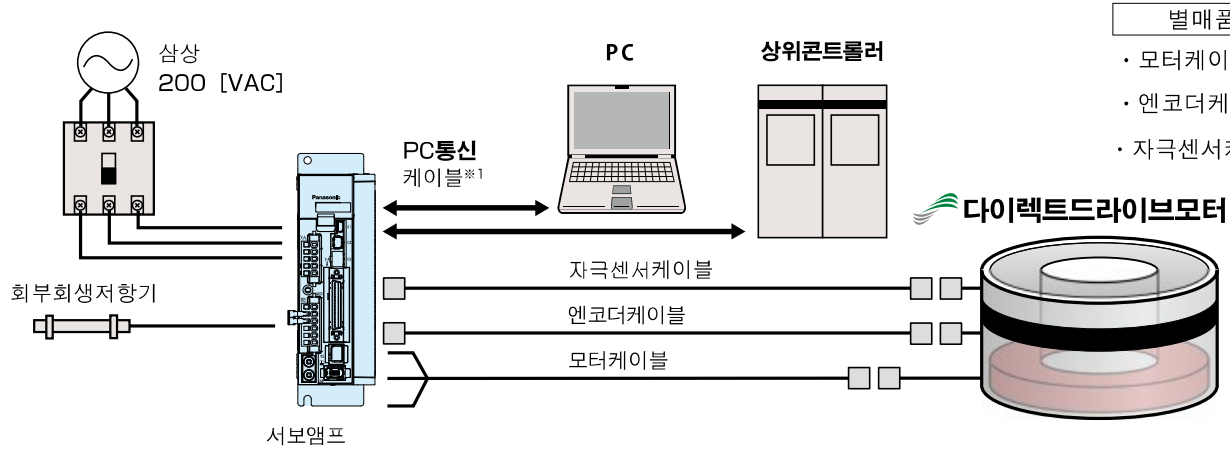 삼상
200 [VAC]
PC
상위콘트롤러
별매품
· 모터케이
· 엔코더케
· 자극센서
PC통신
케이블※1
Panasonic
다이렉트드라이브모터
자극센서케이블
회부회생저항기
엔코더케이블
모터케이블
서보앰프